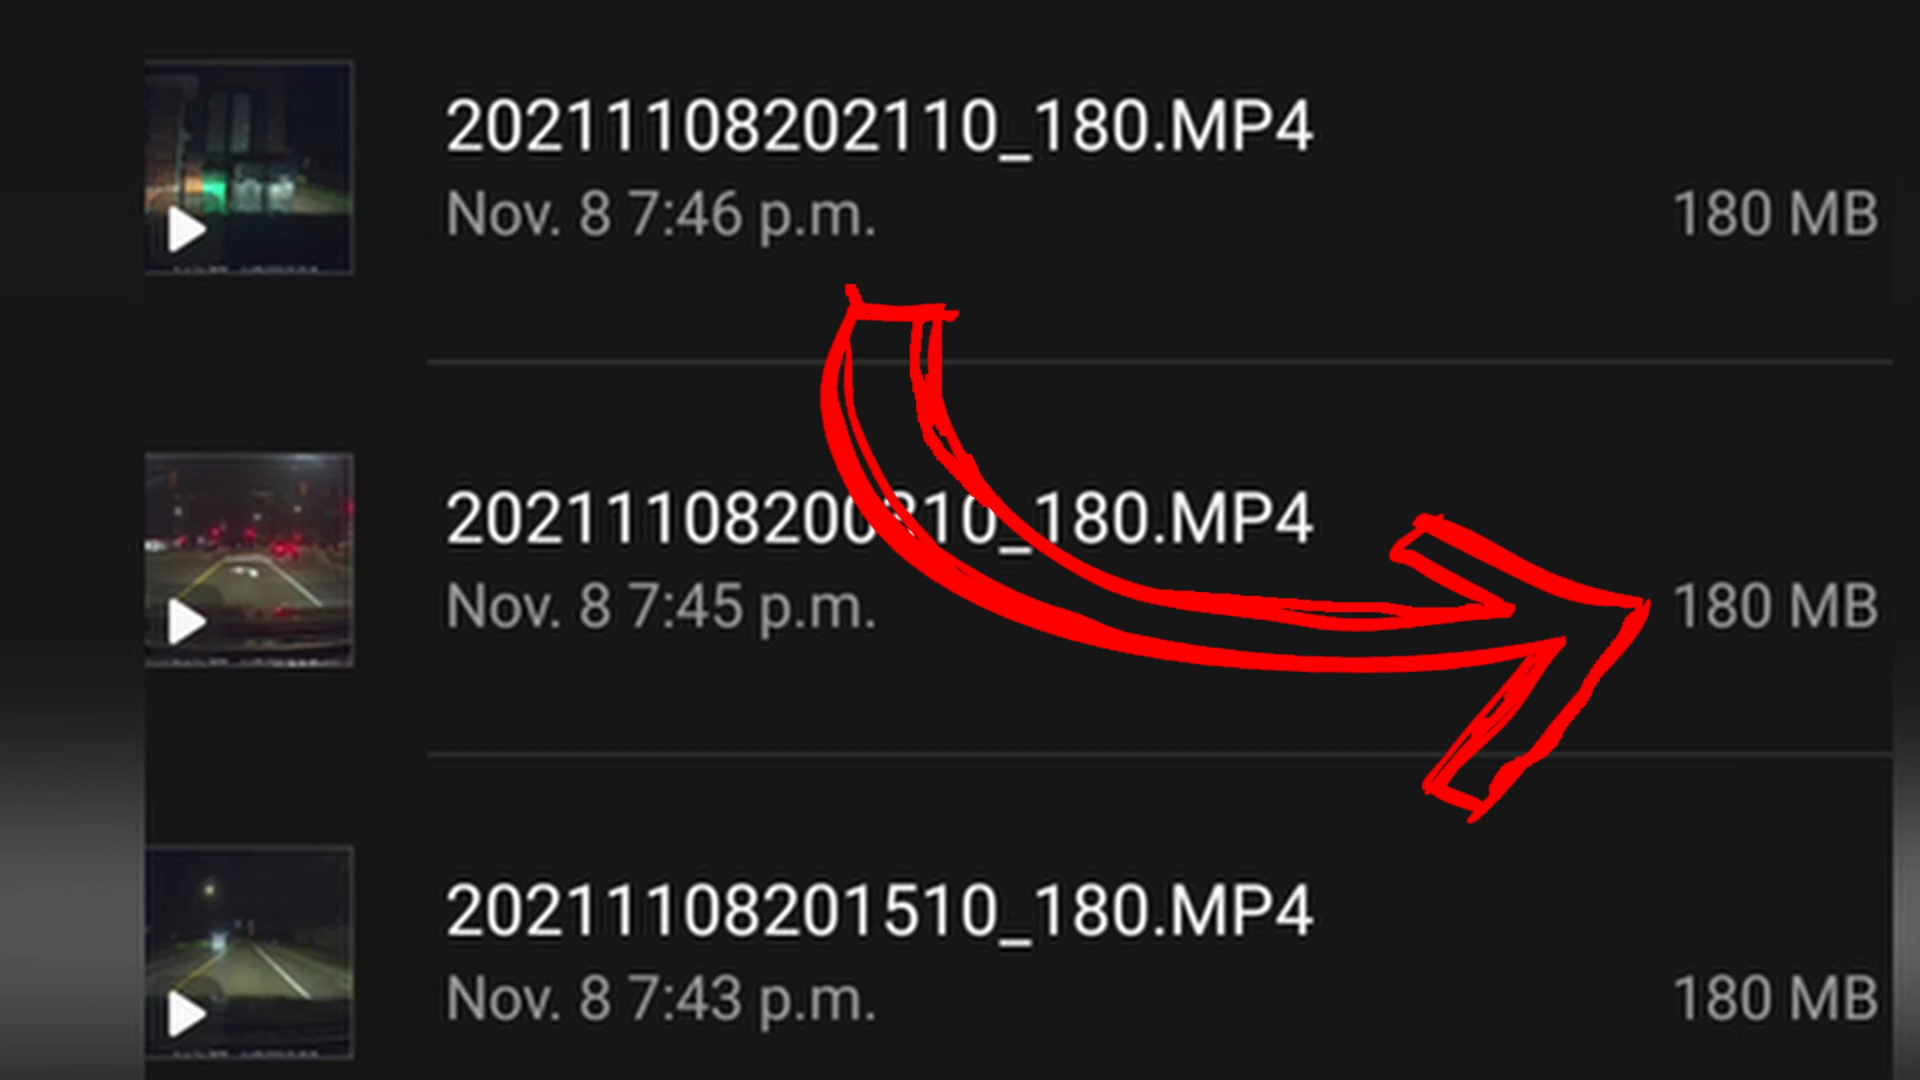 20211108202110_180.MP4
Nov. 8 7:46 p.m.
180 MB
Nov. 8 7:45 p.m.
180 MB
20211108201510_180.MP4
Nov. 8 7:43 p.m.
180 MB